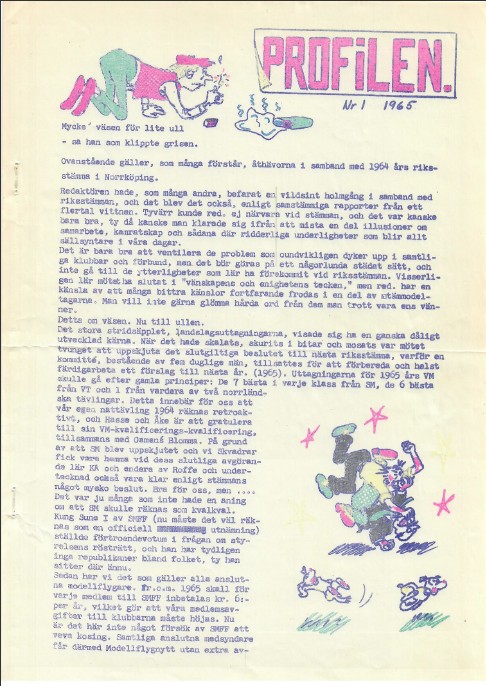 PROFiLEN.
Nr 1 1965
Mycke' väsen för lite ull
- sa han som klippte grisen.
Ovanstående gäller, som många förstår, åthävorna i samband med 1964 års riks-
stämma i Norrköping.
Redaktören hade, som många andra, befarat en vildsint holmgång i samband med
riksstämman, och det blev det också, enligt samstämmiga rapporter från ett
flertal vittnen. Tyvärr kunde red. ej närvara vid stämman, och det var kanske
bara bra, ty då kanske man klarade sig ifrån att mista en del illusioner om
samarbete, kamratskap och sådana där ridderliga underligheter som blir allt
sällsyntare i våra dagar.
Det är bara bra att ventilera de problem som oundvikligen dyker upp i samtli-
ga klubbar och förbund, men det bör göras på ett någorlunda städat sätt, och
inte gå till de ytterligheter som lär ha förekommit vid riksstämman. Visserli-
gen lär mötet ha slutat i "vänskapens och enighetens tecken," men red. har en
känsla av att många bittra känslor fortfarande frodas i en del av stämmodel-
tagarna. Man vill inte gärna glömma hårda ord från dem man trott vara ens vän-
ner.
Detta om väsen. Nu till ullen.
Det stora stridsäpplet, landslagsuttagningarna, visade sig ha en ganska dåligt
utvecklad kärna. När det hade skalats, skurits i bitar och mosats var mötet
tvunget att uppskjuta det slutgiltiga beslutet till nästa riksstämma, varför en
kommitté, bestående av fem dugliga män, tillsattes för att förbereda och helst
färdigarbeta ett förslag till nästa år. (1965). Uttagningarna för 1965 års VM
skulle gå efter gamla principer: De 7 bästa i varje klass från SM, de 6 bästa
från VT och 1 från vardera av två norrländ-
ska tävlingar. Detta innebär för oss att
vår egen nattävling 1964 räknas retroak-
tivt, och Hasse och Åke är att gratulera
till sin VM-kvalificerings-kvalificering,
tillsammans med Gamené Blomma. På grund
av att SM blev uppskjutet och vi Skvadrar
fick vara hemma vid dess slutliga avgöran-
de lär KA och andera av Roffe och under-
tecknad också vara klar enligt stämmans
något mysko beslut. Bra för oss, men ....
Det var ju många som inte hade en aning
om att SM skulle räknas som kvalkval.
Kung Sune I av SMFF (nu måste det väl räk-
nas som en officiell utnämning)
ställde förtroendevotum i frågan om sty-
relsens rösträtt, och han har tydligen
inga republikaner bland folket, ty han
sitter där ännu.
Sedan har vi det som gäller alla anslut-
na modellflygare. fr.o.m. 1965 skall för
varje medlem till SMFF inbetalas kr. 6:-
per år, vilket gör att våra medlemsav-
gifter till klubbarna måste höjas. Nu
är det här inte något försök av SMFF att
veva kosing. Samtliga anslutna medsyndare
får därmed Modellflygnytt utan extra av-